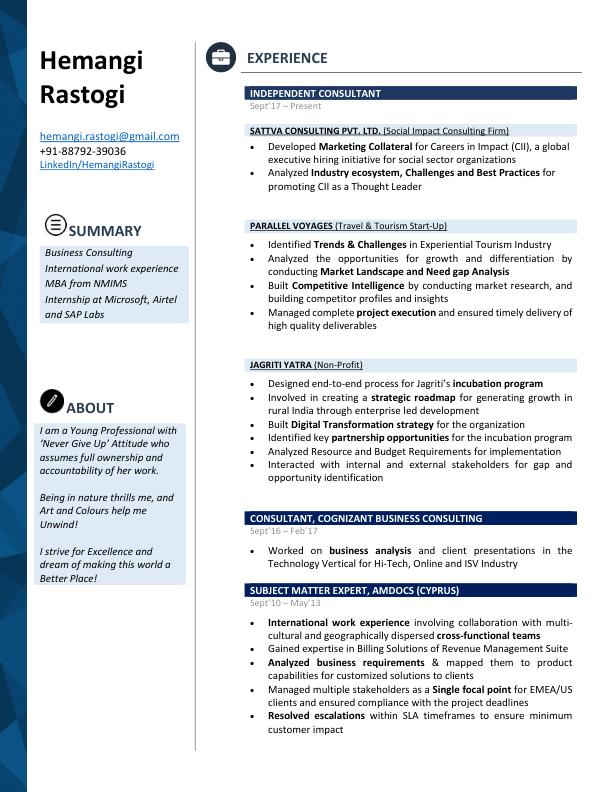 Hemangi
Rastogi
hemangi.rastogi@gmail.com
+91-88792-39036
LinkedIn/HemangiRastogi
SUMMARY
Business Consulting
International work experience
MBA from NMIMS
Internship at Microsoft, Airtel
and SAP Labs
ABOUT
I am a Young Professional with
‘Never Give Up’ Attitude who
assumes full ownership and
accountability of her work.
Being in nature thrills me, and
Art and Colours help me
Unwind!
I strive for Excellence and
dream of making this world a
Better Place!
EXPERIENCE
INDEPENDENT CONSULTANT
Sept’17 – Present
SATTVA CONSULTING PVT. LTD. (Social Impact Consulting Firm)
• Developed Marketing Collateral for Careers in Impact (CII), a global
executive hiring initiative for social sector organizations
• Analyzed Industry ecosystem, Challenges and Best Practices for
promoting CII as a Thought Leader
PARALLEL VOYAGES (Travel & Tourism Start-Up)
• Identified Trends & Challenges in Experiential Tourism Industry
• Analyzed the opportunities for growth and differentiation by
conducting Market Landscape and Need gap Analysis
• Built Competitive Intelligence by conducting market research, and
building competitor profiles and insights
• Managed complete project execution and ensured timely delivery of
high quality deliverables
JAGRITI YATRA (Non-Profit)
• Designed end-to-end process for Jagriti’s incubation program
• Involved in creating a strategic roadmap for generating growth in
rural India through enterprise led development
• Built Digital Transformation strategy for the organization
• Identified key partnership opportunities for the incubation program
• Analyzed Resource and Budget Requirements for implementation
• Interacted with internal and external stakeholders for gap and
opportunity identification
CONSULTANT, COGNIZANT BUSINESS CONSULTING
Sept’16 – Feb’17
• Worked on business analysis and client presentations in the
Technology Vertical for Hi-Tech, Online and ISV Industry
SUBJECT MATTER EXPERT, AMDOCS (CYPRUS)
Sept’10 – May’13
• International work experience involving collaboration with multi-
cultural and geographically dispersed cross-functional teams
• Gained expertise in Billing Solutions of Revenue Management Suite
• Analyzed business requirements & mapped them to product
capabilities for customized solutions to clients
• Managed multiple stakeholders as a Single focal point for EMEA/US
clients and ensured compliance with the project deadlines
• Resolved escalations within SLA timeframes to ensure minimum
customer impact